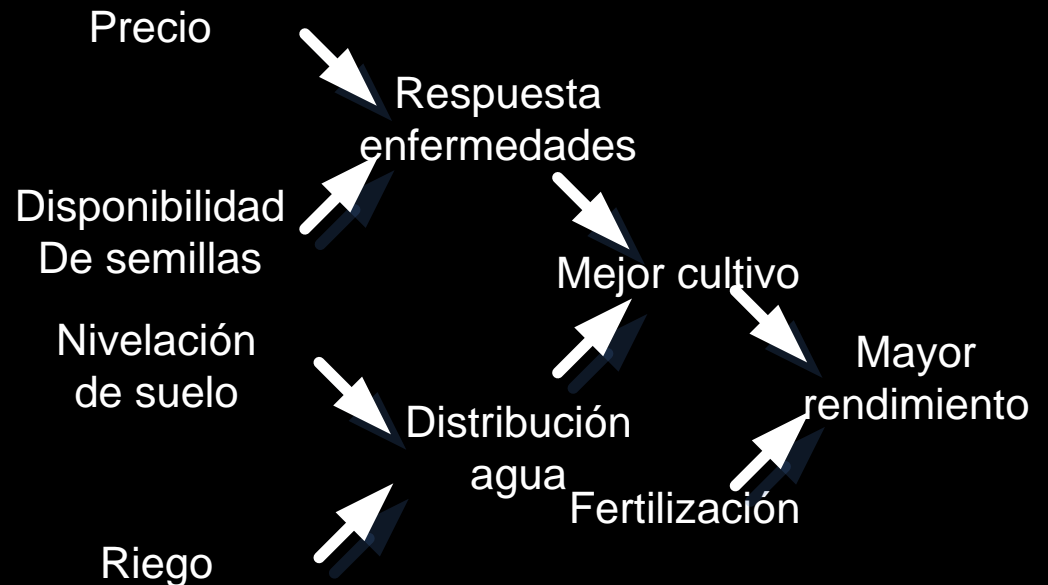 Precio
Respuesta
enfermedades
Disponibilidad
De semillas
Mejor cultivo
Nivelación
de suelo
Mayor
rendimiento
Distribución
agua
Fertilización
Riego